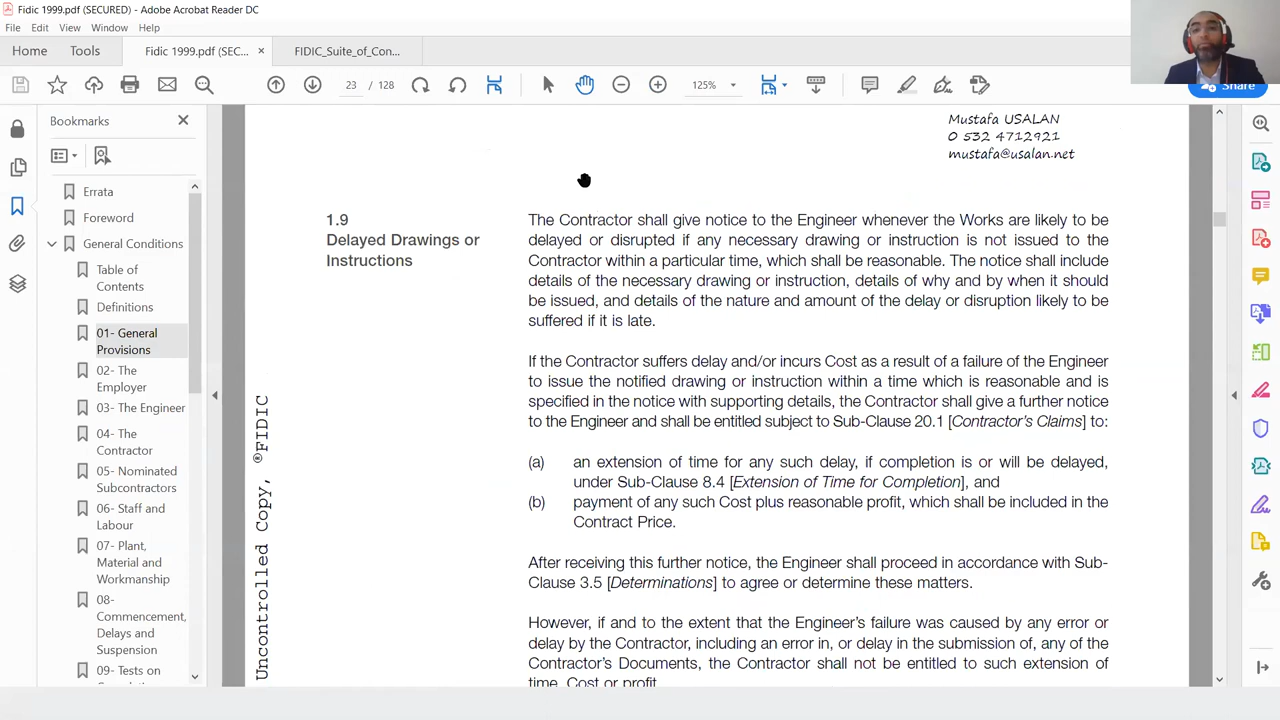 Fidic 1999.pdf (SECURED) - Adobe Acrobat Reader DC
File Edit View Window Help
Home Tools Fidic 1999.pdf (SEC... × FIDIC_Suite_of_Con...
23 / 128 125% Share
Bookmarks
Errata
Foreword
General Conditions
Table of
Contents
Definitions
01- General
Provisions
02- The
Employer
03- The Engineer
04- The
Contractor
05- Nominated
Subcontractors
06- Staff and
Labour
07- Plant,
Material and
Workmanship
08-
Commencement,
Delays and
Suspension
09- Tests on
Uncontrolled Copy, ®FIDIC
Mustafa USALAN
0 532 4712921
mustafa@usalan.net
1.9
Delayed Drawings or
Instructions
The Contractor shall give notice to the Engineer whenever the Works are likely to be
delayed or disrupted if any necessary drawing or instruction is not issued to the
Contractor within a particular time, which shall be reasonable. The notice shall include
details of the necessary drawing or instruction, details of why and by when it should
be issued, and details of the nature and amount of the delay or disruption likely to be
suffered if it is late.
If the Contractor suffers delay and/or incurs Cost as a result of a failure of the Engineer
to issue the notified drawing or instruction within a time which is reasonable and is
specified in the notice with supporting details, the Contractor shall give a further notice
to the Engineer and shall be entitled subject to Sub-Clause 20.1 [Contractor's Claims] to:
(a) an extension of time for any such delay, if completion is or will be delayed,
under Sub-Clause 8.4 [Extension of Time for Completion], and
(b) payment of any such Cost plus reasonable profit, which shall be included in the
Contract Price.
After receiving this further notice, the Engineer shall proceed in accordance with Sub-
Clause 3.5 [Determinations] to agree or determine these matters.
However, if and to the extent that the Engineer's failure was caused by any error or
delay by the Contractor, including an error in, or delay in the submission of, any of the
Contractor's Documents, the Contractor shall not be entitled to such extension of
time, Cost or profit.